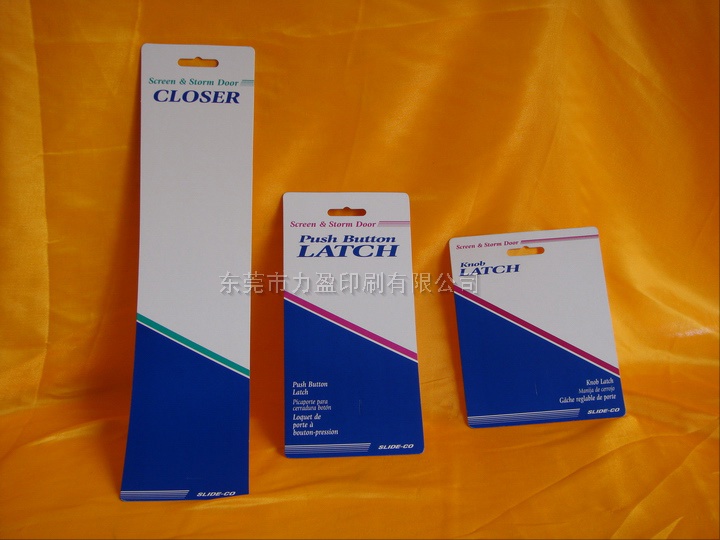 Screen & Storm Door
CLOSER
SLIDE-CO
Screen & Storm Door
Push Button
LATCH
Push Button
Latch
Picaporte para
cerradura botón
Loquet de
porte à
bouton-pression
SLIDE-CO
Screen & Storm Door
Knob
LATCH
Knob Latch
Manija de cerroja
Gâche reglable de porte
SLIDE-CO
东莞市力盈印刷有限公司